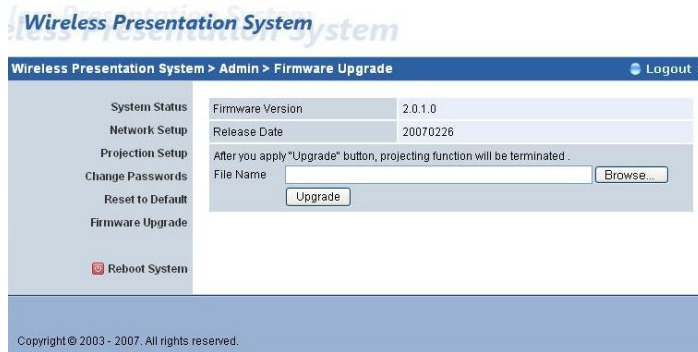 Wireless Presentation System
Wireless Presentation System > Admin > Firmware Upgrade
Logout
System Status
Network Setup
Projection Setup
Change Passwords
Reset to Default
Firmware Upgrade
Reboot System
Firmware Version 2.0.1.0
Release Date 20070226
After you apply "Upgrade" button, projecting function will be terminated .
File Name Browse...
Upgrade
Copyright © 2003 - 2007. All rights reserved.